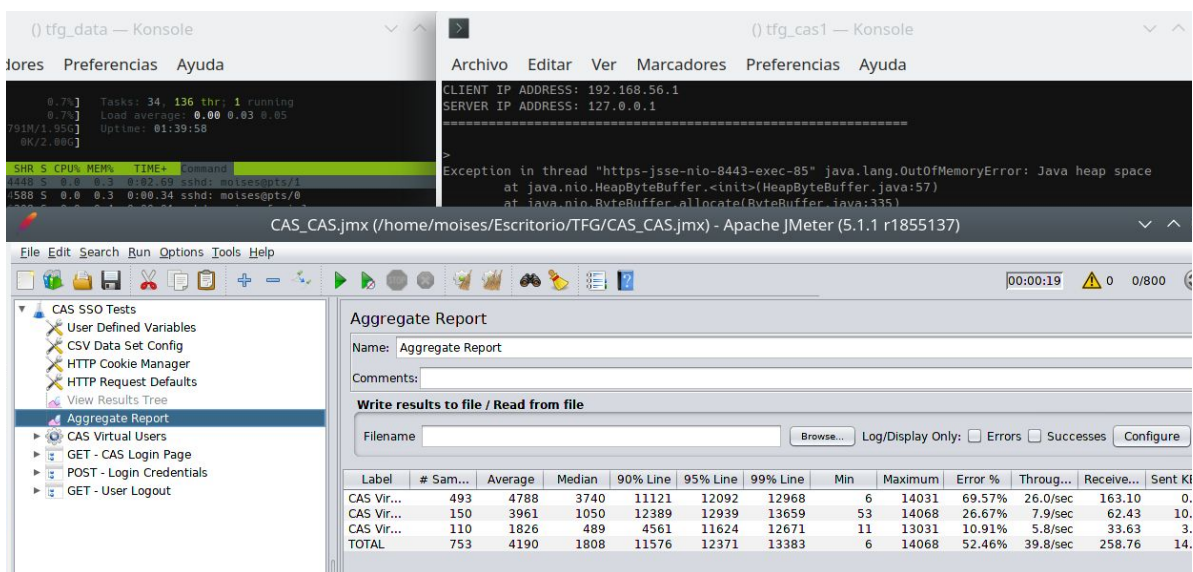 () tfg_data — Konsole
dores Preferencias Ayuda
0.7%] Tasks: 34, 136 thr; 1 running
0.7%] Load average: 0.00 0.03 0.05
791M/1.95G] Uptime: 01:39:58
0K/2.00G]
SHR S CPU% MEM% TIME+ Command
4448 S 0.0 0.3 0:02.69 sshd: moises@pts/1
4588 S 0.0 0.3 0:00.34 sshd: moises@pts/0
() tfg_cas1 — Konsole
Archivo Editar Ver Marcadores Preferencias Ayuda
CLIENT IP ADDRESS: 192.168.56.1
SERVER IP ADDRESS: 127.0.0.1
=============================================================
>
Exception in thread "https-jsse-nio-8443-exec-85" java.lang.OutOfMemoryError: Java heap space
at java.nio.HeapByteBuffer.<init>(HeapByteBuffer.java:57)
at java.nio.ByteBuffer.allocate(ByteBuffer.java:335)
CAS_CAS.jmx (/home/moises/Escritorio/TFG/CAS_CAS.jmx) - Apache JMeter (5.1.1 r1855137)
File Edit Search Run Options Tools Help
00:00:19 0 0/800
CAS SSO Tests
User Defined Variables
CSV Data Set Config
HTTP Cookie Manager
HTTP Request Defaults
View Results Tree
Aggregate Report
CAS Virtual Users
GET - CAS Login Page
POST - Login Credentials
GET - User Logout
Aggregate Report
Name: Aggregate Report
Comments:
Write results to file / Read from file
Filename Browse... Log/Display Only: Errors Successes Configure
Label # Sam... Average Median 90% Line 95% Line 99% Line Min Maximum Error % Throug... Receive... Sent KE
CAS Vir... 493 4788 3740 11121 12092 12968 6 14031 69.57% 26.0/sec 163.10 0.
CAS Vir... 150 3961 1050 12389 12939 13659 53 14068 26.67% 7.9/sec 62.43 10.
CAS Vir... 110 1826 489 4561 11624 12671 11 13031 10.91% 5.8/sec 33.63 3.
TOTAL 753 4190 1808 11576 12371 13383 6 14068 52.46% 39.8/sec 258.76 14.